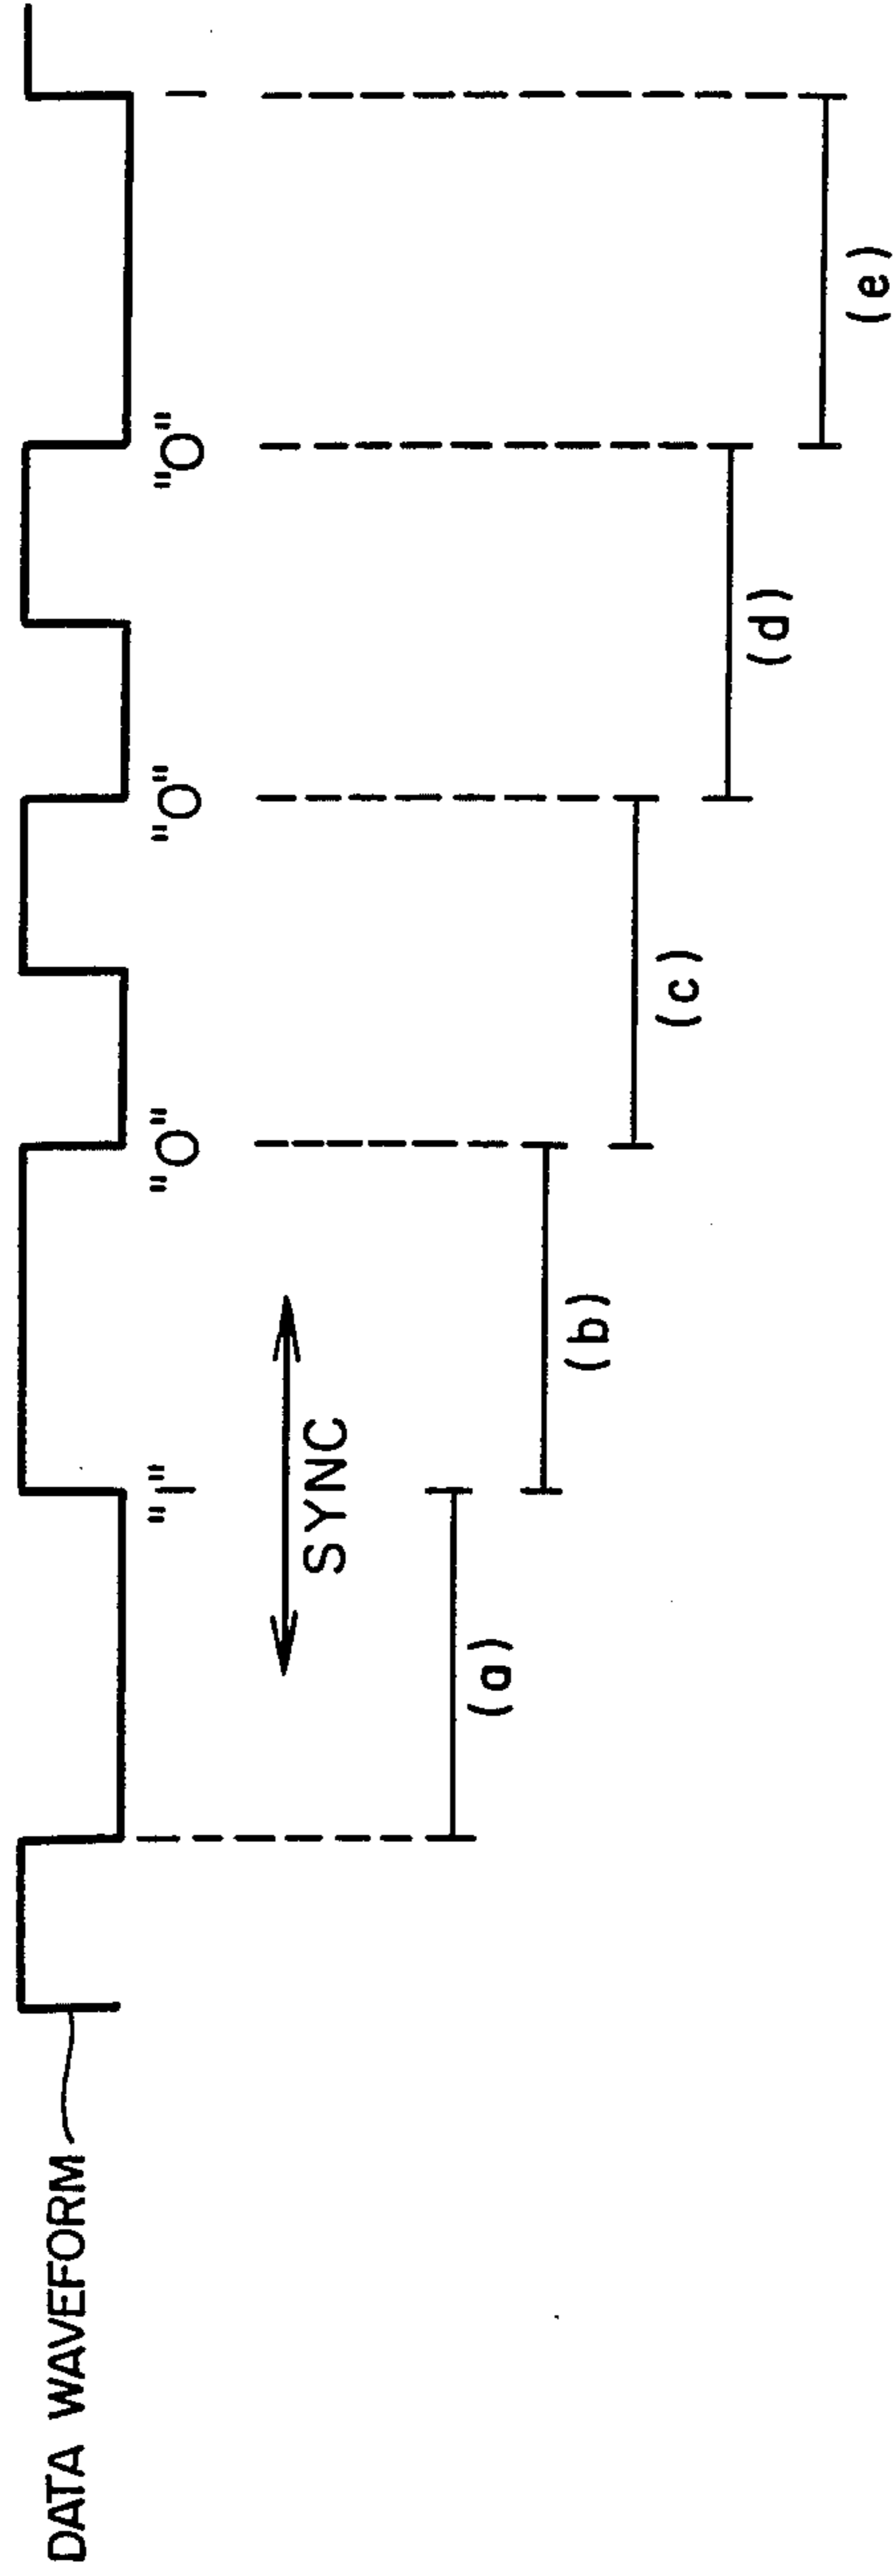 DATA WAVEFORM
"1" "0" "0" "0"
SYNC
(a)
(b)
(c)
(d)
(e)